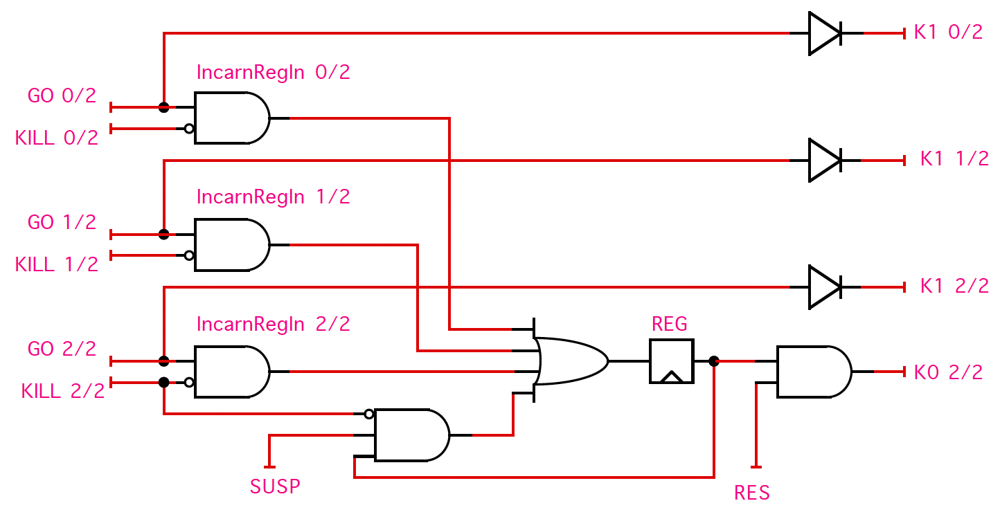 K1 0/2
IncarnRegIn 0/2
GO 0/2
KILL 0/2
K1 1/2
IncarnRegIn 1/2
GO 1/2
KILL 1/2
K1 2/2
IncarnRegIn 2/2
REG
GO 2/2
K0 2/2
KILL 2/2
SUSP
RES